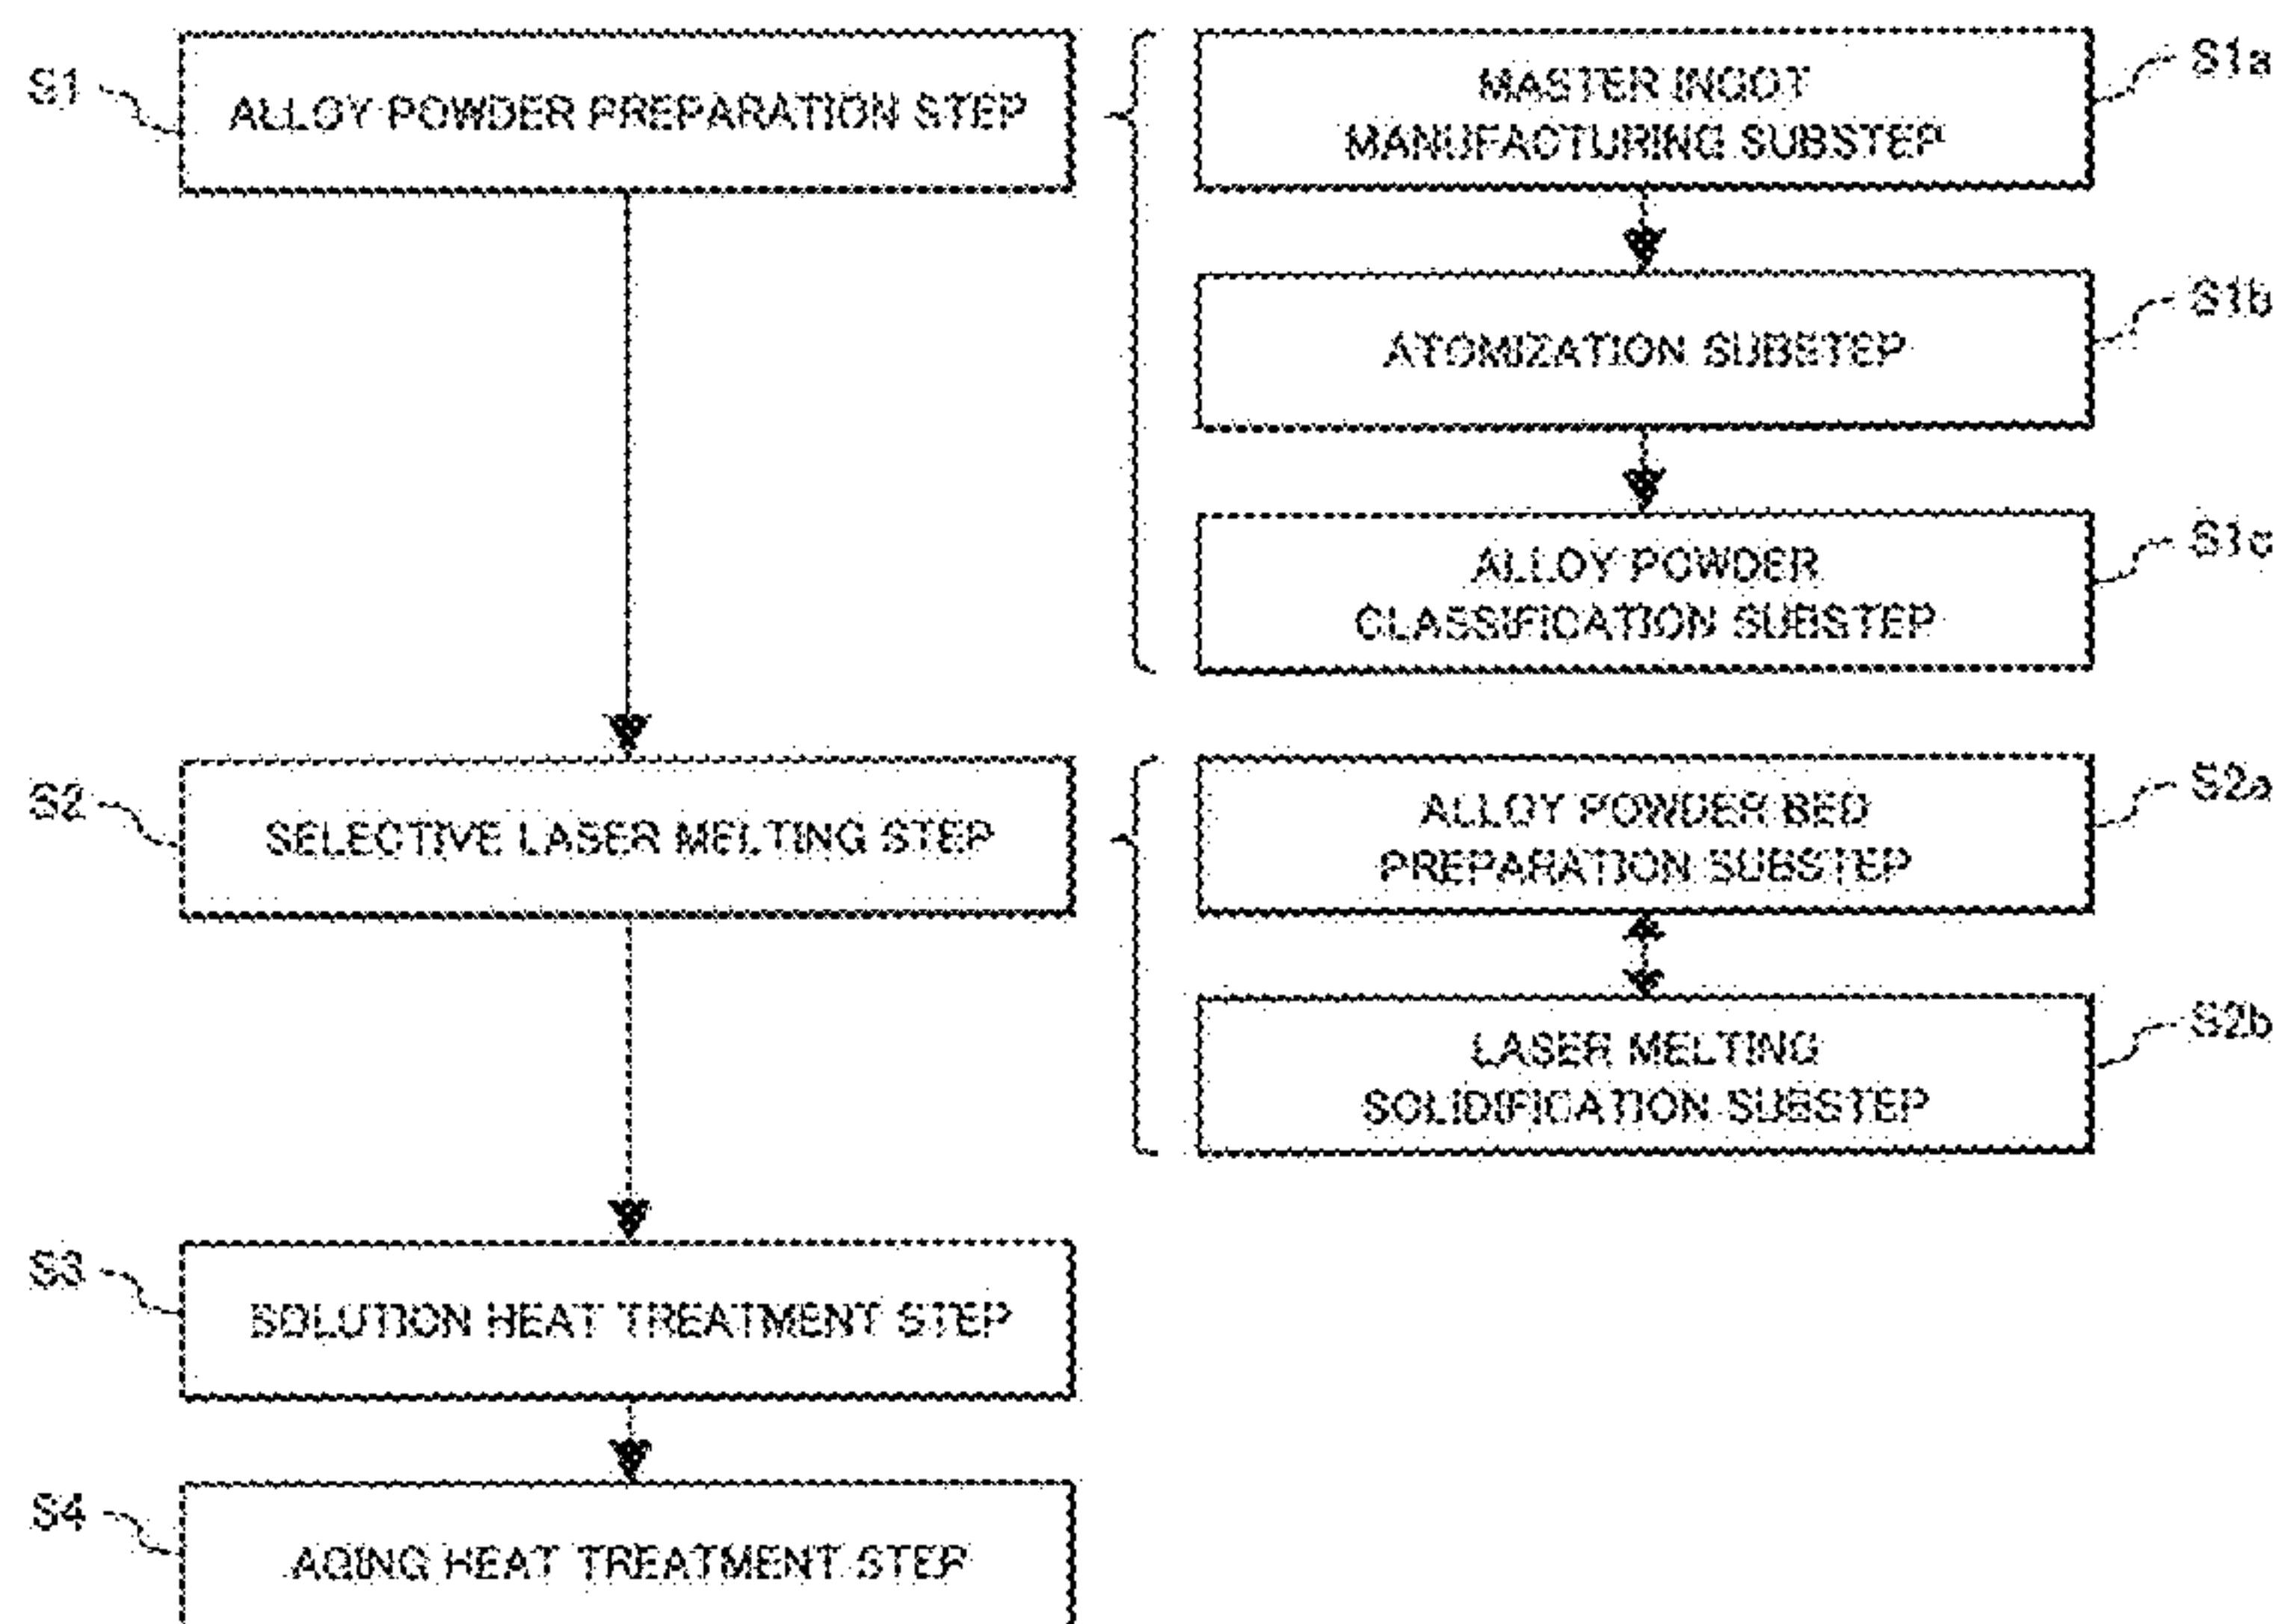 S1
ALLOY POWDER PREPARATION STEP
MASTER INGOT
MANUFACTURING SUBSTEP
S1a
ATOMIZATION SUBSTEP
S1b
ALLOY POWDER
CLASSIFICATION SUBSTEP
S1c
S2
SELECTIVE LASER MELTING STEP
ALLOY POWDER BED
PREPARATION SUBSTEP
S2a
LASER MELTING
SOLIDIFICATION SUBSTEP
S2b
S3
SOLUTION HEAT TREATMENT STEP
S4
AGING HEAT TREATMENT STEP